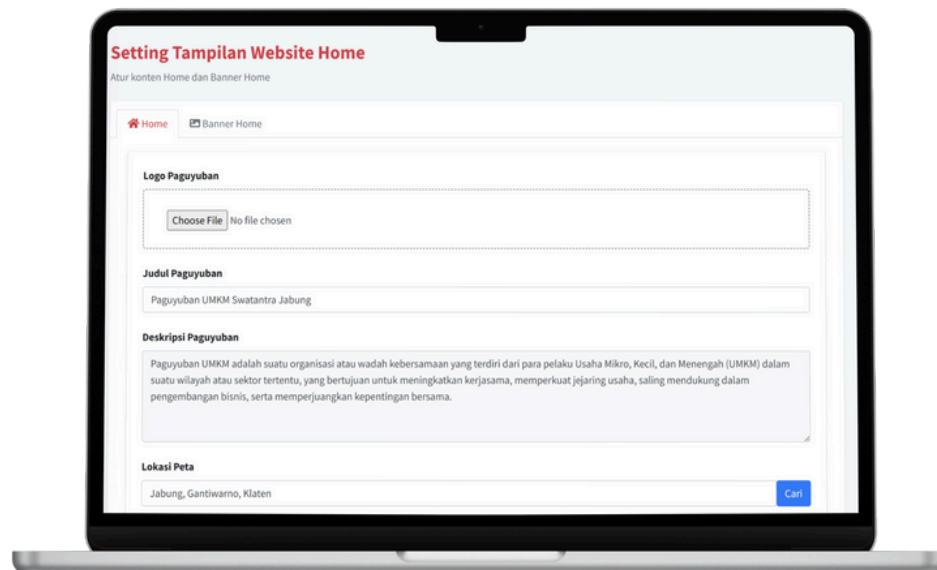 Setting Tampilan Website Home
Atur konten Home dan Banner Home
Home
Banner Home
Logo Paguyuban
Choose File No file chosen
Judul Paguyuban
Paguyuban UMKM Swatantra Jabung
Deskripsi Paguyuban
Paguyuban UMKM adalah suatu organisasi atau wadah kebersamaan yang terdiri dari para pelaku Usaha Mikro, Kecil, dan Menengah (UMKM) dalam
suatu wilayah atau sektor tertentu, yang bertujuan untuk meningkatkan kerjasama, memperkuat jejaring usaha, saling mendukung dalam
pengembangan bisnis, serta memperjuangkan kepentingan bersama.
Lokasi Peta
Jabung, Gantiwarno, Klaten
Cari